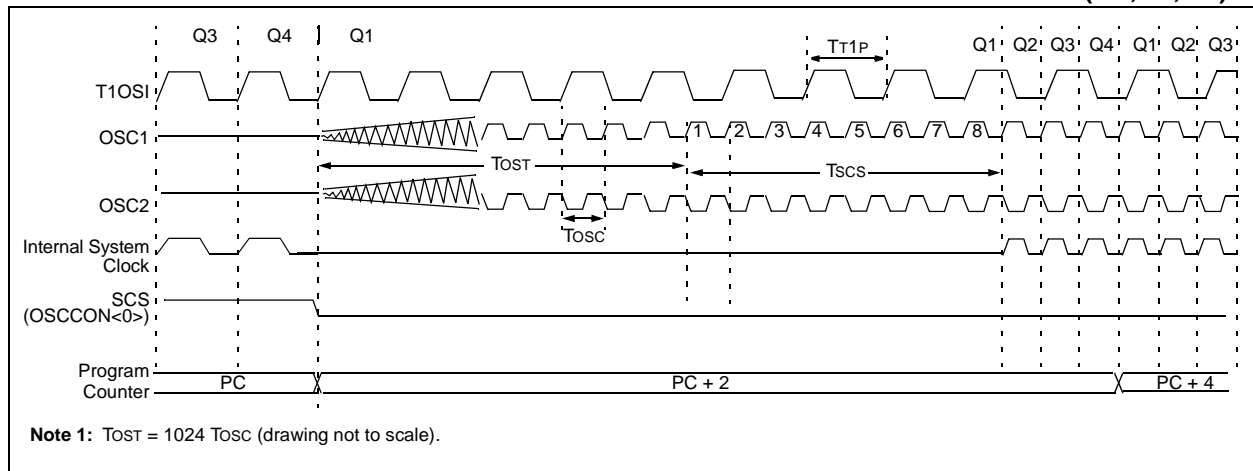 Q3 Q4 Q1 TT1P Q1 Q2 Q3 Q4 Q1 Q2 Q3
T1OSI
OSC1 1 2 3 4 5 6 7 8
TOST TSCS
OSC2
TOSC
Internal System
Clock
SCS
(OSCCON<0>)
Program
Counter
PC PC + 2 PC + 4
Note 1: TOST = 1024 TOSC (drawing not to scale).